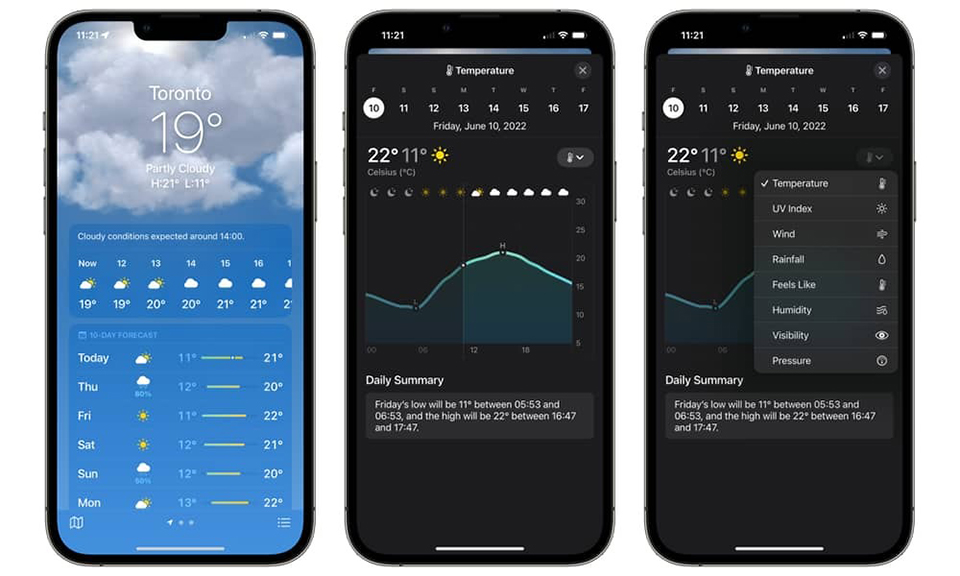 11:21
Toronto
19°
Partly Cloudy
H:21° L:11°
Cloudy conditions expected around 14:00.
Now 12 13 14 15 16 1
19° 19° 20° 20° 21° 21° 2
10-DAY FORECAST
Today 11° 21°
Thu 12° 20°
80%
Fri 11° 22°
Sat 12° 21°
Sun 12° 20°
50%
Mon 13° 22°
11:21
Temperature
F S S M T W T F
10 11 12 13 14 15 16 17
Friday, June 10, 2022
22° 11°
Celsius (°C)
30
25
20
15
10
5
H
L
00 06 12 18
Daily Summary
Friday's low will be 11° between 05:53 and
06:53, and the high will be 22° between 16:47
and 17:47.
11:21
Temperature
F S S M T W T F
10 11 12 13 14 15 16 17
Friday, June 10, 2022
22° 11°
Celsius (°C)
Temperature
UV Index
Wind
Rainfall
Feels Like
Humidity
Visibility
Pressure
L
00 06
Daily Summary
Friday's low will be 11° between 05:53 and
06:53, and the high will be 22° between 16:47
and 17:47.